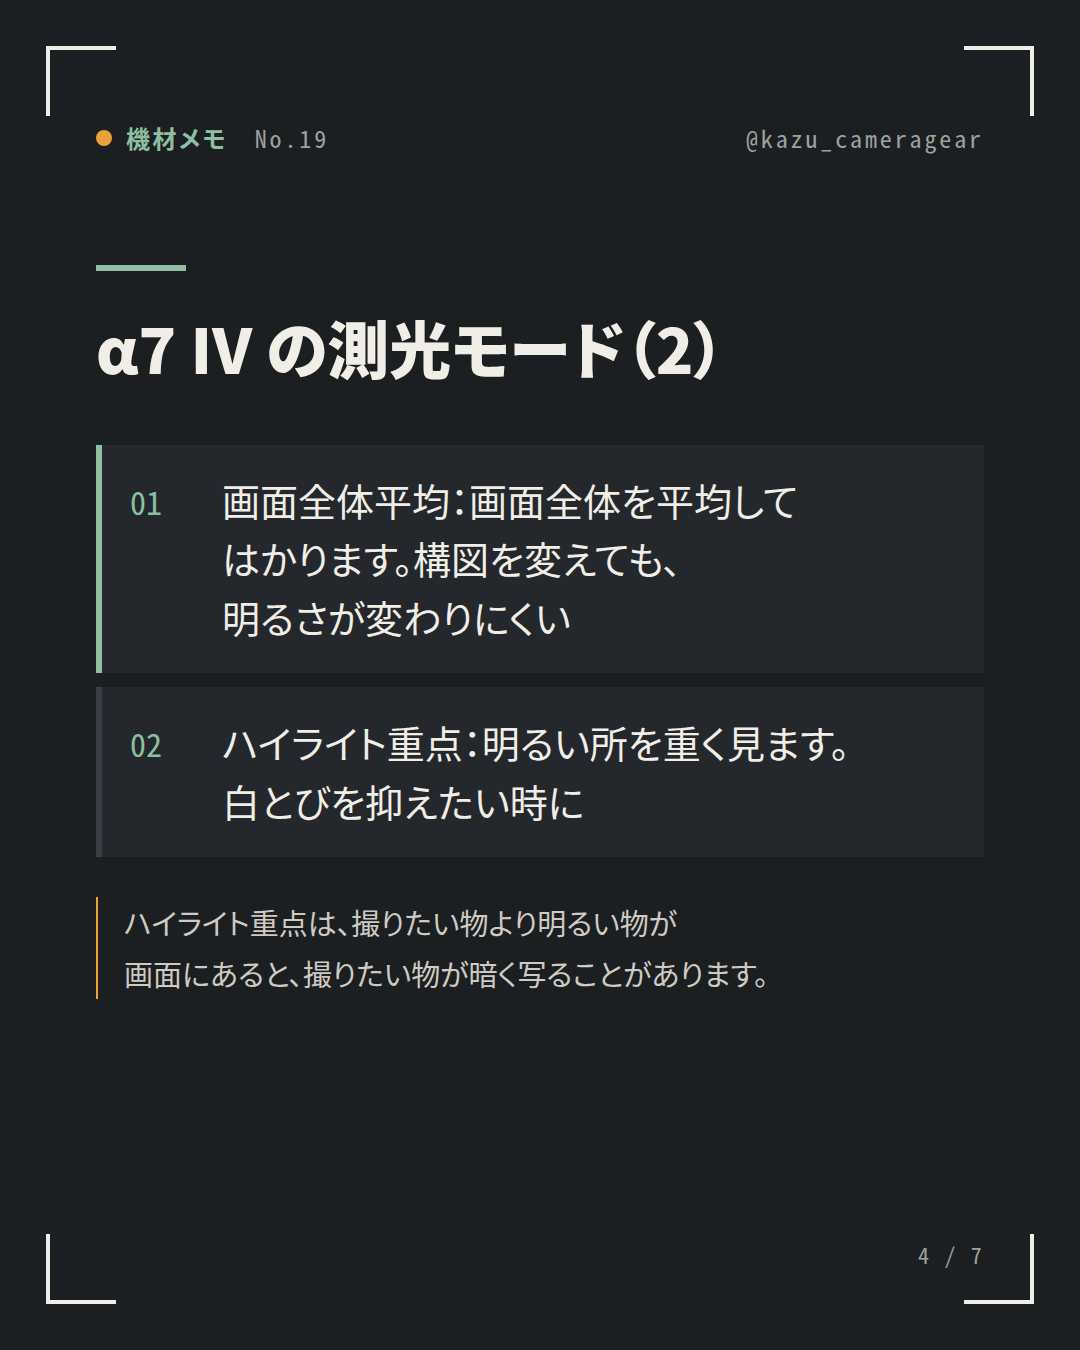 機材メモ No.19
@kazu_cameragear
α7 IV の測光モード(2)
01
画面全体平均：画面全体を平均して
はかります。構図を変えても、
明るさが変わりにくい
02
ハイライト重点：明るい所を重く見ます。
白とびを抑えたい時に
ハイライト重点は、撮りたい物より明るい物が
画面にあると、撮りたい物が暗く写ることがあります。
4 / 7